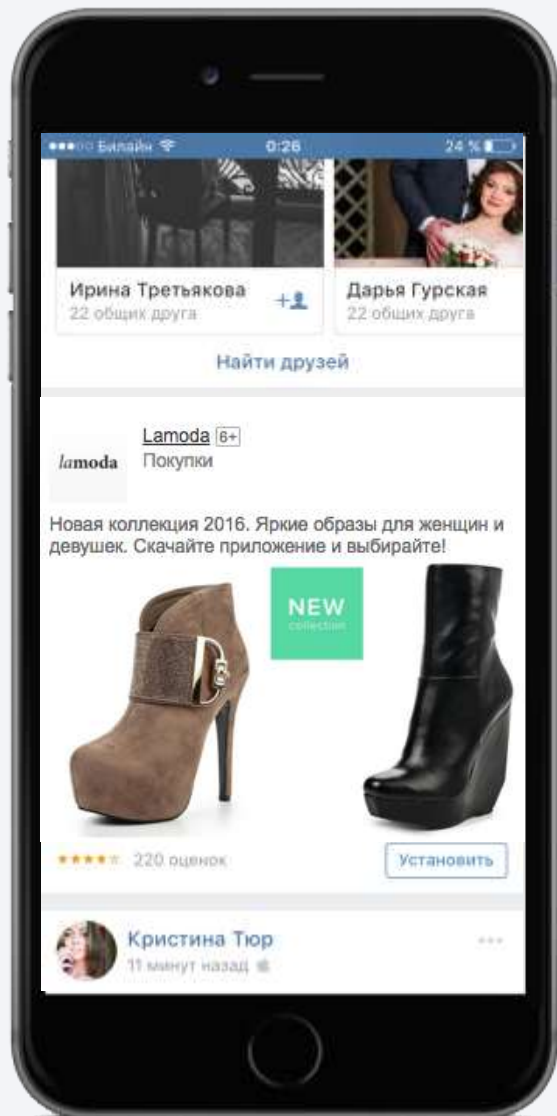 Билайн 0:26 24 %
Ирина Третьякова Дарья Гурская
22 общих друга 22 общих друга
Найти друзей
lamoda
Lamoda 6+
Покупки
Новая коллекция 2016. Яркие образы для женщин и
девушек. Скачайте приложение и выбирайте!
NEW
collection
220 оценок Установить
Кристина Тюр
11 минут назад